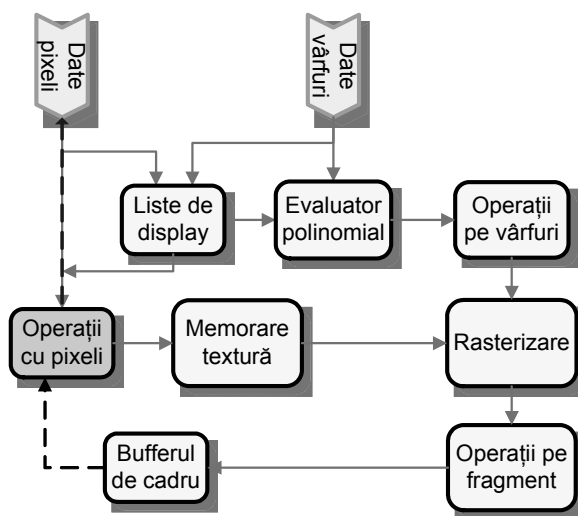 Date
pixeli
Date
vârfuri
Liste de
display
Evaluator
polinomial
Operații
pe vârfuri
Operații
cu pixeli
Memorare
textură
Rasterizare
Bufferul
de cadru
Operații pe
fragment